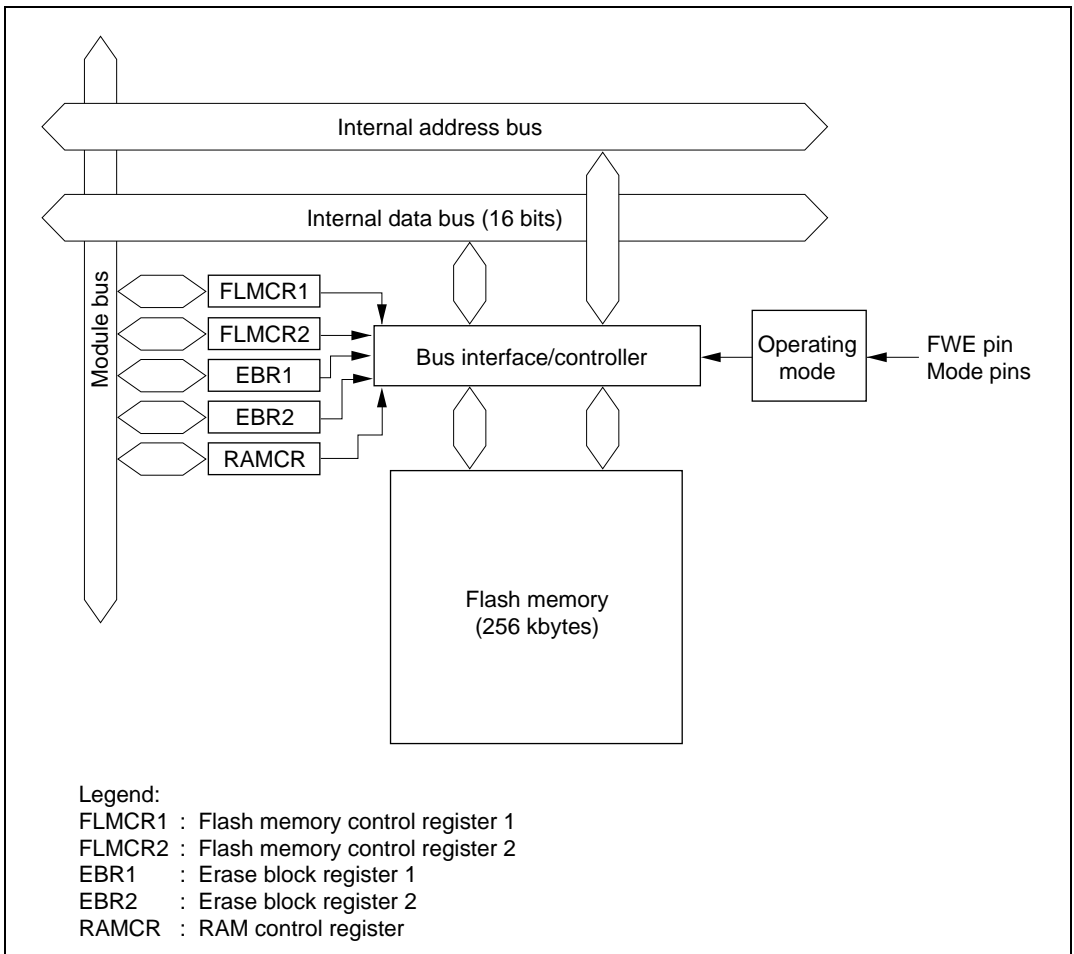 Internal address bus
Internal data bus (16 bits)
Module bus
FLMCR1
FLMCR2
EBR1
EBR2
RAMCR
Bus interface/controller
Operating
mode
FWE pin
Mode pins
Flash memory
(256 kbytes)
Legend:
FLMCR1 : Flash memory control register 1
FLMCR2 : Flash memory control register 2
EBR1 : Erase block register 1
EBR2 : Erase block register 2
RAMCR : RAM control register